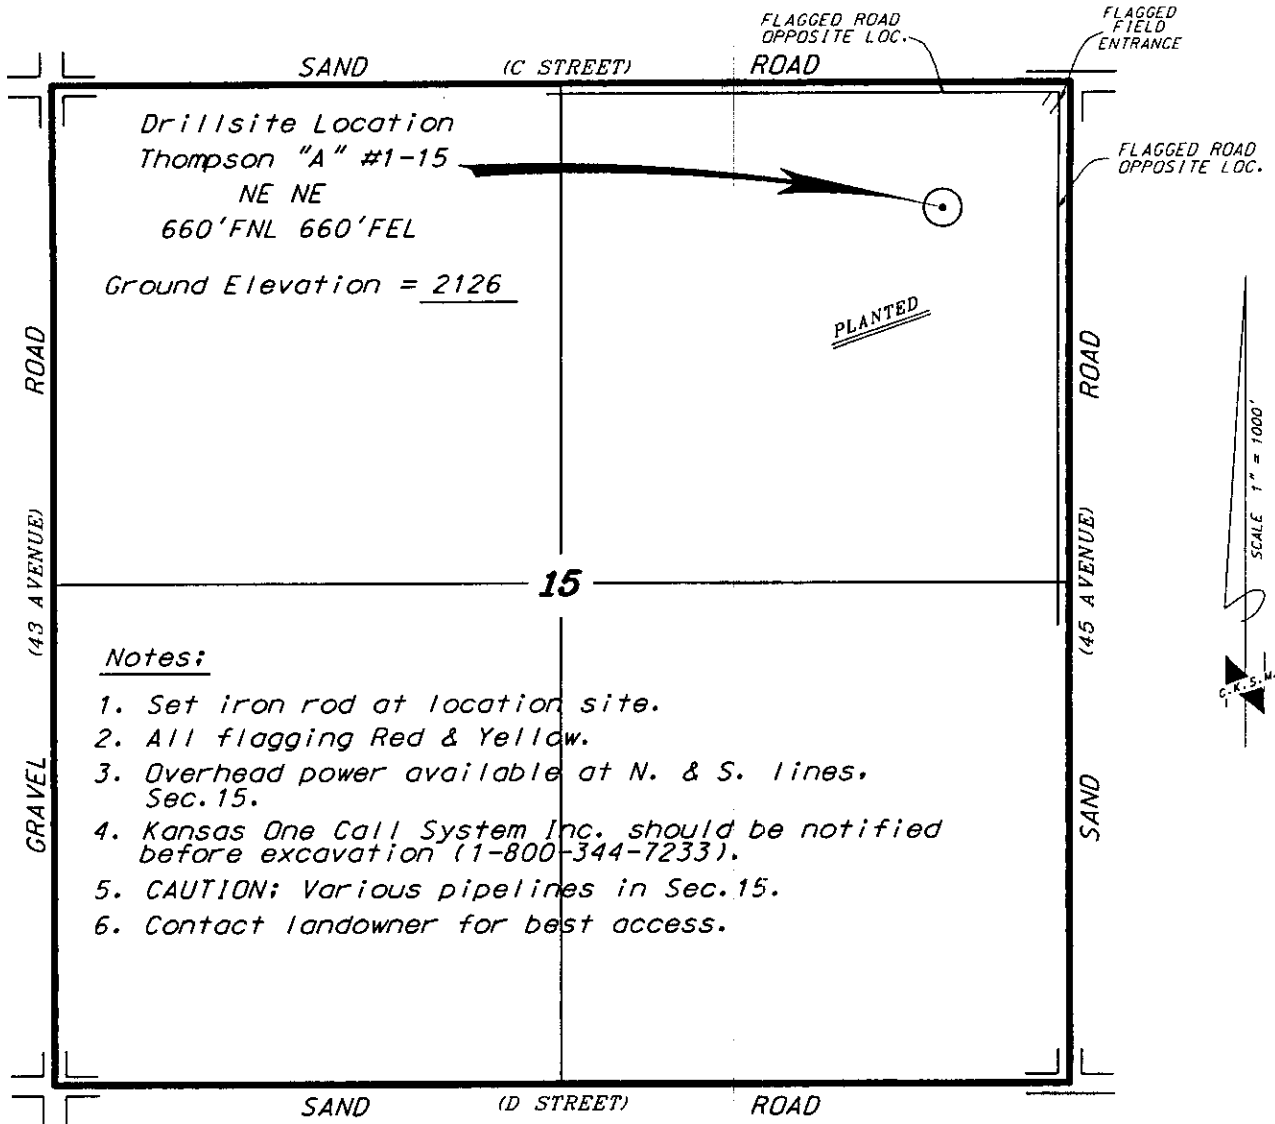 FLAGGED ROAD
OPPOSITE LOC.
FLAGGED
FIELD
ENTRANCE
SAND (C STREET) ROAD
FLAGGED ROAD
OPPOSITE LOC.
Drillsite Location
Thompson "A" #1-15
NE NE
660'FNL 660'FEL
Ground Elevation = 2126
PLANTED
ROAD
(43 AVENUE)
GRAVEL
15
ROAD
(45 AVENUE)
SAND
SCALE 1" = 1000'
C.K.S.M.
Notes:
1. Set iron rod at location site.
2. All flagging Red & Yellow.
3. Overhead power available at N. & S. lines.
Sec.15.
4. Kansas One Call System Inc. should be notified
before excavation (1-800-344-7233).
5. CAUTION: Various pipelines in Sec.15.
6. Contact landowner for best access.
SAND (D STREET) ROAD